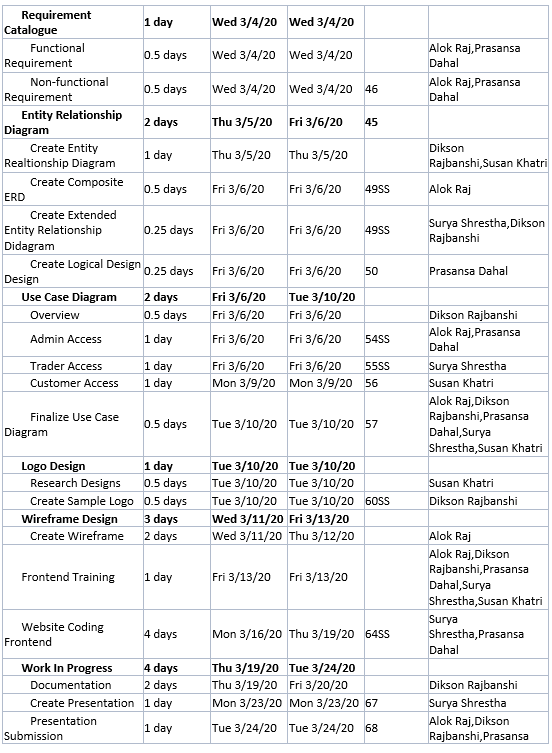 Requirement Catalogue	1 day	Wed 3/4/20	Wed 3/4/20
Functional Requirement	0.5 days	Wed 3/4/20	Wed 3/4/20		Alok Raj,Prasansa Dahal
Non-functional Requirement	0.5 days	Wed 3/4/20	Wed 3/4/20	46	Alok Raj,Prasansa Dahal
Entity Relationship Diagram	2 days	Thu 3/5/20	Fri 3/6/20	45
Create Entity Realtionship Diagram	1 day	Thu 3/5/20	Thu 3/5/20		Dikson Rajbanshi,Susan Khatri
Create Composite ERD	0.5 days	Fri 3/6/20	Fri 3/6/20	49SS	Alok Raj
Create Extended Entity Relationship Didagram	0.25 days	Fri 3/6/20	Fri 3/6/20	49SS	Surya Shrestha,Dikson Rajbanshi
Create Logical Design Design	0.25 days	Fri 3/6/20	Fri 3/6/20	50	Prasansa Dahal
Use Case Diagram	2 days	Fri 3/6/20	Tue 3/10/20
Overview	0.5 days	Fri 3/6/20	Fri 3/6/20		Dikson Rajbanshi
Admin Access	1 day	Fri 3/6/20	Fri 3/6/20	54SS	Alok Raj,Prasansa Dahal
Trader Access	1 day	Fri 3/6/20	Fri 3/6/20	55SS	Surya Shrestha
Customer Access	1 day	Mon 3/9/20	Mon 3/9/20	56	Susan Khatri
Finalize Use Case Diagram	0.5 days	Tue 3/10/20	Tue 3/10/20	57	Alok Raj,Dikson Rajbanshi,Prasansa Dahal,Surya Shrestha,Susan Khatri
Logo Design	1 day	Tue 3/10/20	Tue 3/10/20
Research Designs	0.5 days	Tue 3/10/20	Tue 3/10/20		Susan Khatri
Create Sample Logo	0.5 days	Tue 3/10/20	Tue 3/10/20	60SS	Dikson Rajbanshi
Wireframe Design	3 days	Wed 3/11/20	Fri 3/13/20
Create Wireframe	2 days	Wed 3/11/20	Thu 3/12/20		Alok Raj
Frontend Training	1 day	Fri 3/13/20	Fri 3/13/20		Alok Raj,Dikson Rajbanshi,Prasansa Dahal,Surya Shrestha,Susan Khatri
Website Coding Frontend	4 days	Mon 3/16/20	Thu 3/19/20	64SS	Surya Shrestha,Prasansa Dahal
Work In Progress	4 days	Thu 3/19/20	Tue 3/24/20
Documentation	2 days	Thu 3/19/20	Fri 3/20/20		Dikson Rajbanshi
Create Presentation	1 day	Mon 3/23/20	Mon 3/23/20	67	Surya Shrestha
Presentation Submission	1 day	Tue 3/24/20	Tue 3/24/20	68	Alok Raj,Dikson Rajbanshi,Prasansa